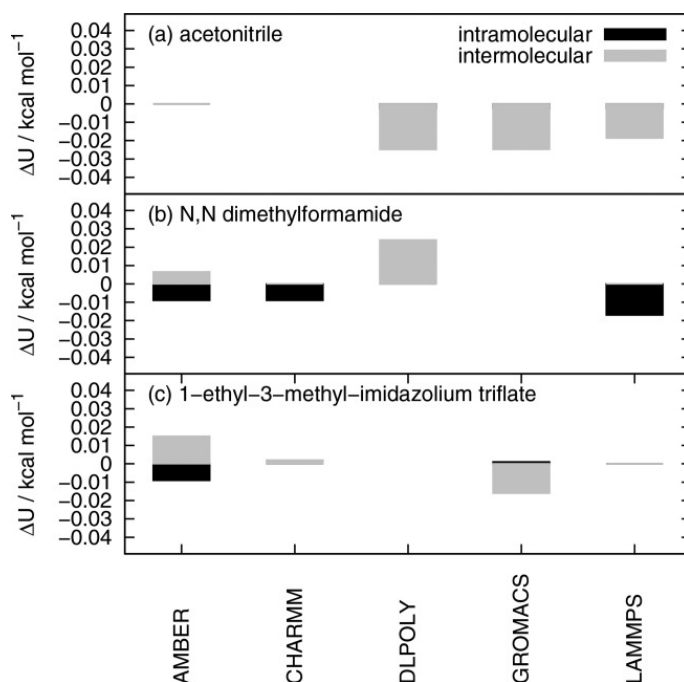 (a) acetonitrile
intramolecular
intermolecular
0.04
0.03
0.02
0.01
0
−0.01
−0.02
−0.03
−0.04
ΔU / kcal mol⁻¹
(b) N,N dimethylformamide
0.04
0.03
0.02
0.01
0
−0.01
−0.02
−0.03
−0.04
ΔU / kcal mol⁻¹
(c) 1−ethyl−3−methyl−imidazolium triflate
0.04
0.03
0.02
0.01
0
−0.01
−0.02
−0.03
−0.04
ΔU / kcal mol⁻¹
AMBER
CHARMM
DLPOLY
GROMACS
LAMMPS